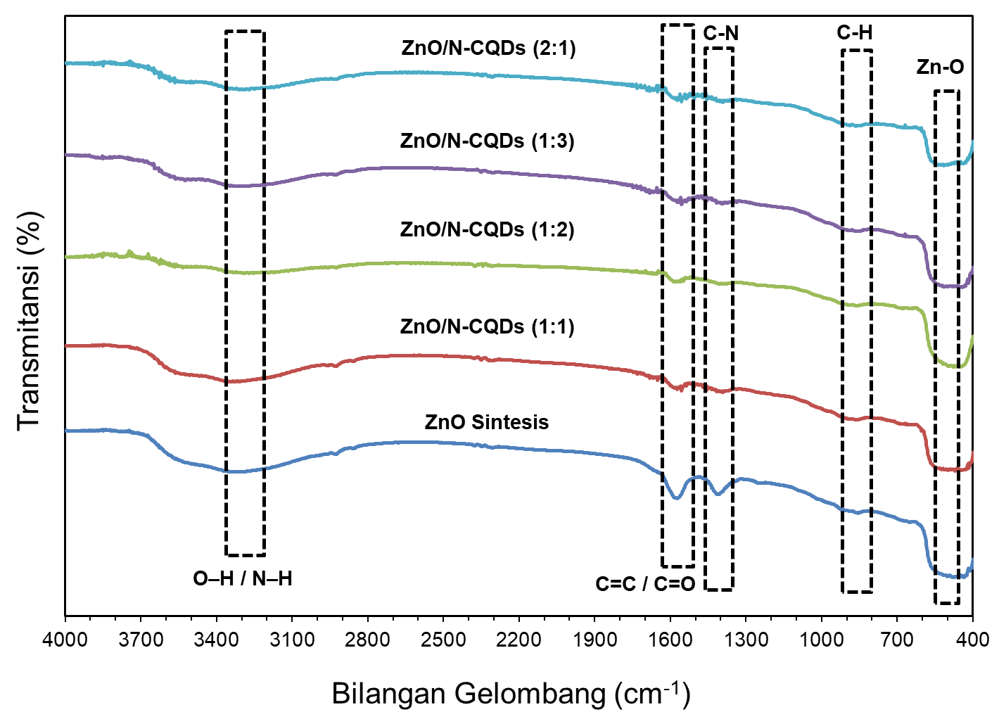 C-N
C-H
ZnO/N-CQDs (2:1)
Zn-O
ZnO/N-CQDs (1:3)
ZnO/N-CQDs (1:2)
ZnO/N-CQDs (1:1)
ZnO Sintesis
O–H / N–H
C=C / C=O
Transmitansi (%)
4000 3700 3400 3100 2800 2500 2200 1900 1600 1300 1000 700 400
Bilangan Gelombang (cm-1)